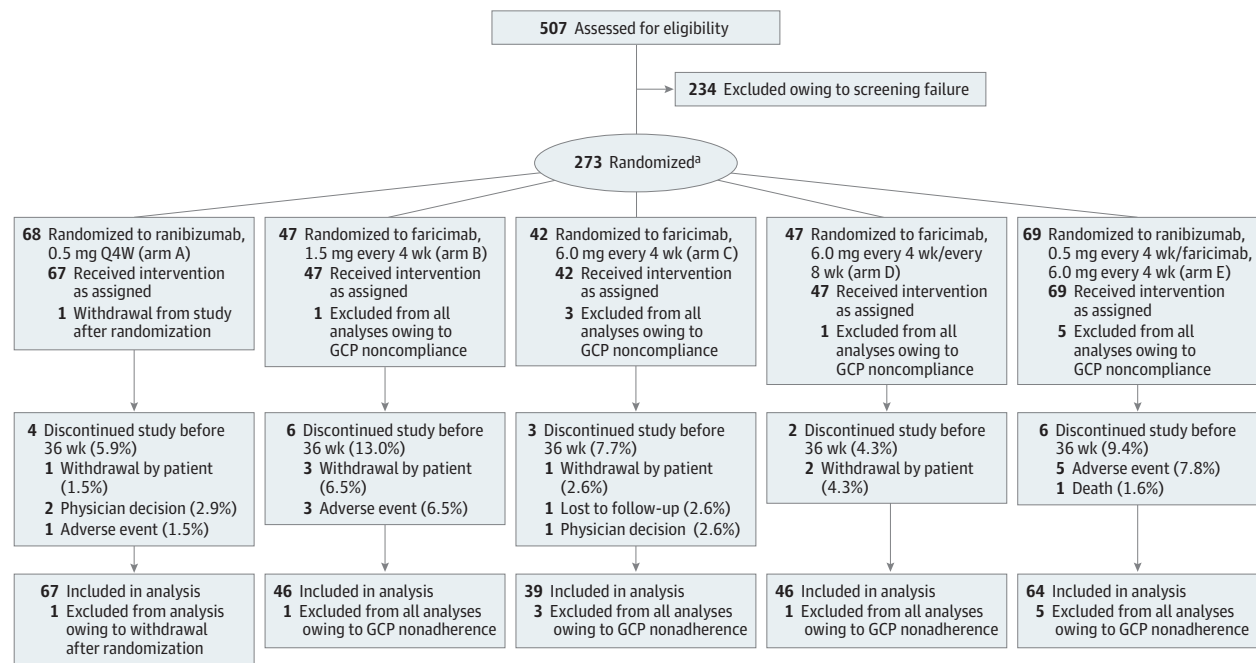 507 Assessed for eligibility
234 Excluded owing to screening failure
273 Randomizedᵃ
68 Randomized to ranibizumab,
0.5 mg Q4W (arm A)
67 Received intervention
as assigned
1 Withdrawal from study
after randomization
47 Randomized to faricimab,
1.5 mg every 4 wk (arm B)
47 Received intervention
as assigned
1 Excluded from all
analyses owing to
GCP noncompliance
42 Randomized to faricimab,
6.0 mg every 4 wk (arm C)
42 Received intervention
as assigned
3 Excluded from all
analyses owing to
GCP noncompliance
47 Randomized to faricimab,
6.0 mg every 4 wk/every
8 wk (arm D)
47 Received intervention
as assigned
1 Excluded from all
analyses owing to
GCP noncompliance
69 Randomized to ranibizumab,
0.5 mg every 4 wk/faricimab,
6.0 mg every 4 wk (arm E)
69 Received intervention
as assigned
5 Excluded from all
analyses owing to
GCP noncompliance
4 Discontinued study before
36 wk (5.9%)
1 Withdrawal by patient
(1.5%)
2 Physician decision (2.9%)
1 Adverse event (1.5%)
6 Discontinued study before
36 wk (13.0%)
3 Withdrawal by patient
(6.5%)
3 Adverse event (6.5%)
3 Discontinued study before
36 wk (7.7%)
1 Withdrawal by patient
(2.6%)
1 Lost to follow-up (2.6%)
1 Physician decision (2.6%)
2 Discontinued study before
36 wk (4.3%)
2 Withdrawal by patient
(4.3%)
6 Discontinued study before
36 wk (9.4%)
5 Adverse event (7.8%)
1 Death (1.6%)
67 Included in analysis
1 Excluded from analysis
owing to withdrawal
after randomization
46 Included in analysis
1 Excluded from all analyses
owing to GCP nonadherence
39 Included in analysis
3 Excluded from all analyses
owing to GCP nonadherence
46 Included in analysis
1 Excluded from all analyses
owing to GCP nonadherence
64 Included in analysis
5 Excluded from all analyses
owing to GCP nonadherence